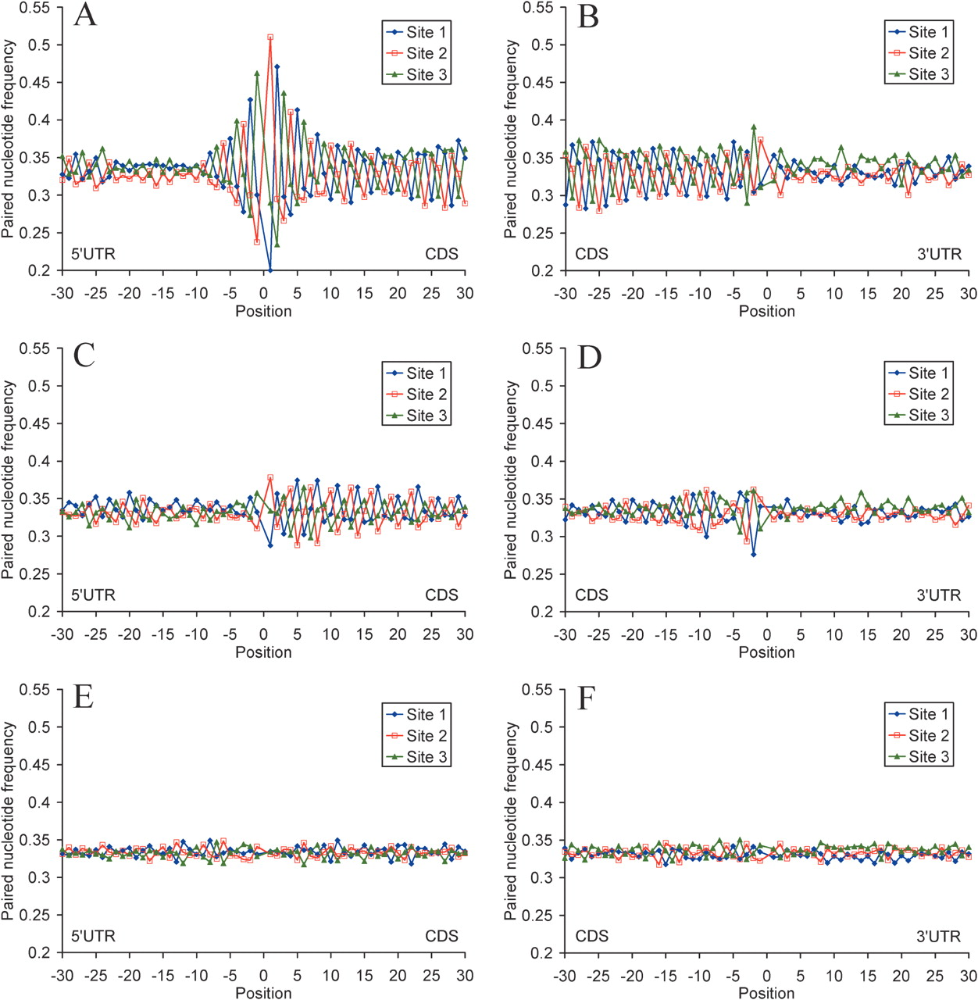 A
Paired nucleotide frequency
0.55
0.5
0.45
0.4
0.35
0.3
0.25
0.2
Site 1
Site 2
Site 3
5'UTR CDS
-30 -25 -20 -15 -10 -5 0 5 10 15 20 25 30
Position
B
Paired nucleotide frequency
0.55
0.5
0.45
0.4
0.35
0.3
0.25
0.2
Site 1
Site 2
Site 3
CDS 3'UTR
-30 -25 -20 -15 -10 -5 0 5 10 15 20 25 30
Position
C
Paired nucleotide frequency
0.55
0.5
0.45
0.4
0.35
0.3
0.25
0.2
Site 1
Site 2
Site 3
5'UTR CDS
-30 -25 -20 -15 -10 -5 0 5 10 15 20 25 30
Position
D
Paired nucleotide frequency
0.55
0.5
0.45
0.4
0.35
0.3
0.25
0.2
Site 1
Site 2
Site 3
CDS 3'UTR
-30 -25 -20 -15 -10 -5 0 5 10 15 20 25 30
Position
E
Paired nucleotide frequency
0.55
0.5
0.45
0.4
0.35
0.3
0.25
0.2
Site 1
Site 2
Site 3
5'UTR CDS
-30 -25 -20 -15 -10 -5 0 5 10 15 20 25 30
Position
F
Paired nucleotide frequency
0.55
0.5
0.45
0.4
0.35
0.3
0.25
0.2
Site 1
Site 2
Site 3
CDS 3'UTR
-30 -25 -20 -15 -10 -5 0 5 10 15 20 25 30
Position